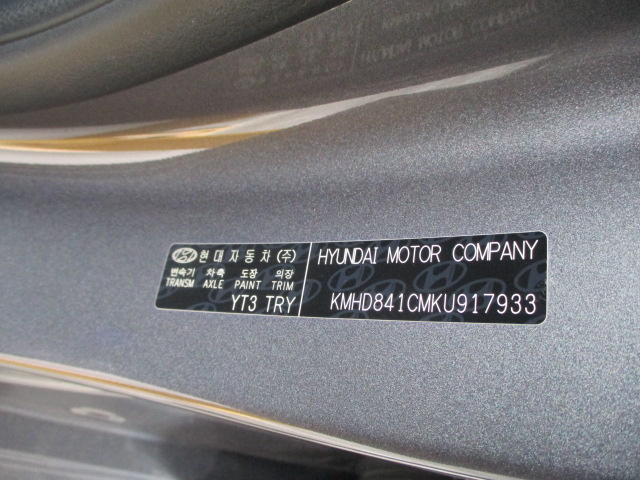 현대자동차(주)
변속기 차축 도장 의장
TRANSM AXLE PAINT TRIM
YT3 TRY
HYUNDAI MOTOR COMPANY
KMHD841CMKU917933